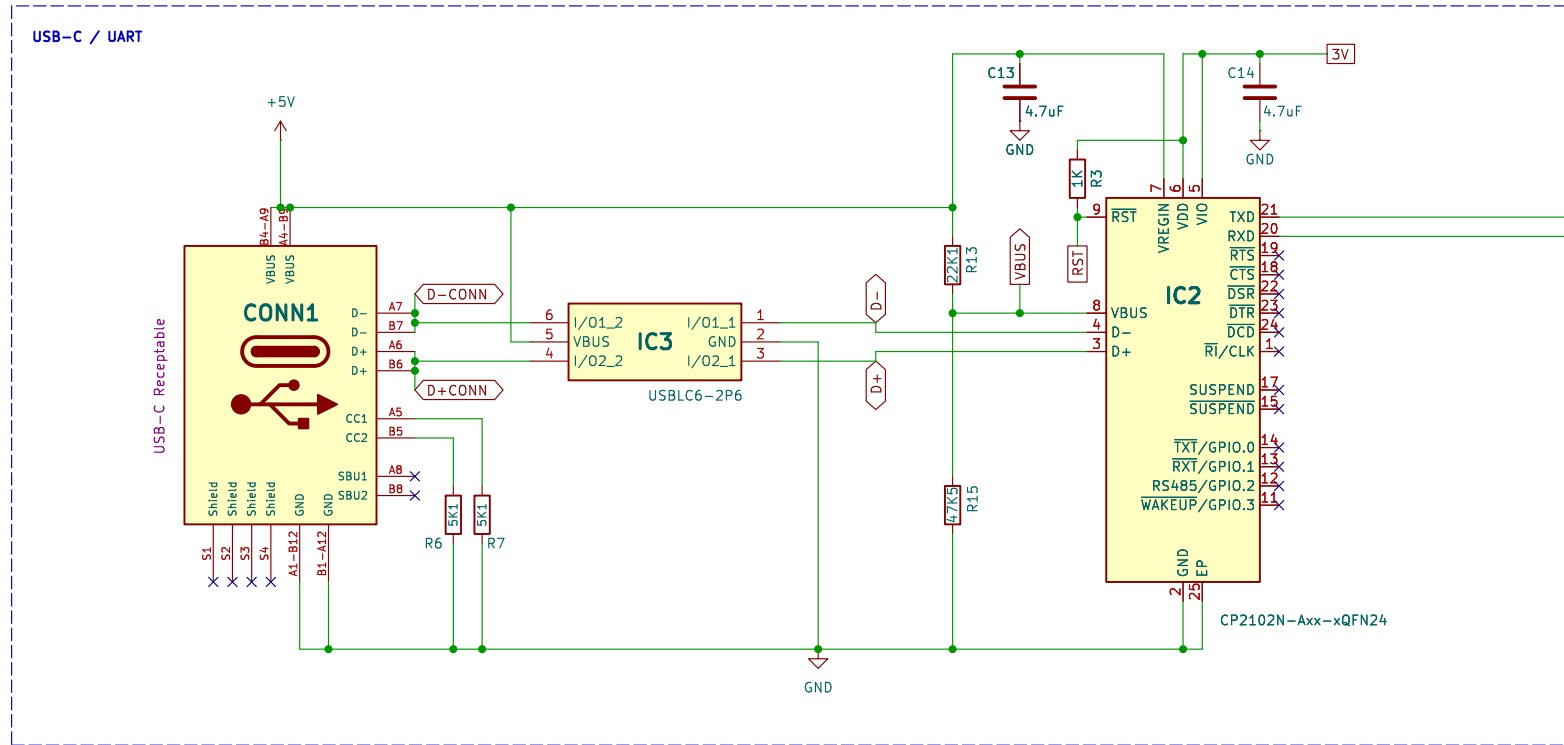 USB-C / UART
+5V
B4-A9
A4-B9
VBUS
VBUS
CONN1
USB-C Receptable
D-
A7
D-
B7
D+
A6
D+
B6
CC1
A5
CC2
B5
SBU1
A8
SBU2
B8
Shield
Shield
Shield
Shield
GND
GND
S1
S2
S3
S4
A1-B12
B1-A12
D-CONN
D+CONN
5K1
R6
5K1
R7
6
I/O1_2
5
VBUS
4
I/O2_2
IC3
I/O1_1
1
GND
2
I/O2_1
3
USBLC6-2P6
D-
D+
GND
C13
4.7uF
GND
22K1
R13
VBUS
47K5
R15
1K
R3
RST
C14
4.7uF
GND
3V
7
6
5
VREGIN
VDD
VIO
9
RST
8
VBUS
4
D-
3
D+
IC2
TXD
21
RXD
20
RTS
19
CTS
18
DSR
22
DTR
23
DCD
24
RI/CLK
1
SUSPEND
17
SUSPEND
15
TXT/GPIO.0
14
RXT/GPIO.1
13
RS485/GPIO.2
12
WAKEUP/GPIO.3
11
GND
EP
2
25
CP2102N-Axx-xQFN24